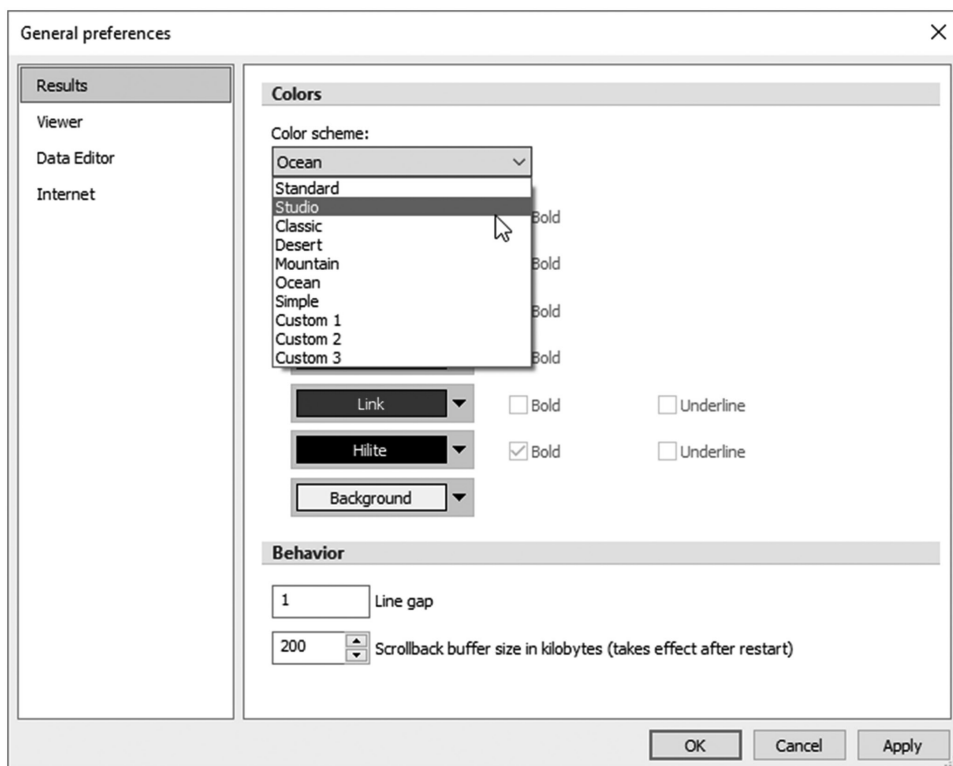 General preferences
Results
Viewer
Data Editor
Internet
Colors
Color scheme:
Ocean
Standard
Studio
Classic
Desert
Mountain
Ocean
Simple
Custom 1
Custom 2
Custom 3
Bold
Bold
Bold
Bold
Link Bold Underline
Hilite Bold Underline
Background
Behavior
1 Line gap
200 Scrollback buffer size in kilobytes (takes effect after restart)
OK Cancel Apply